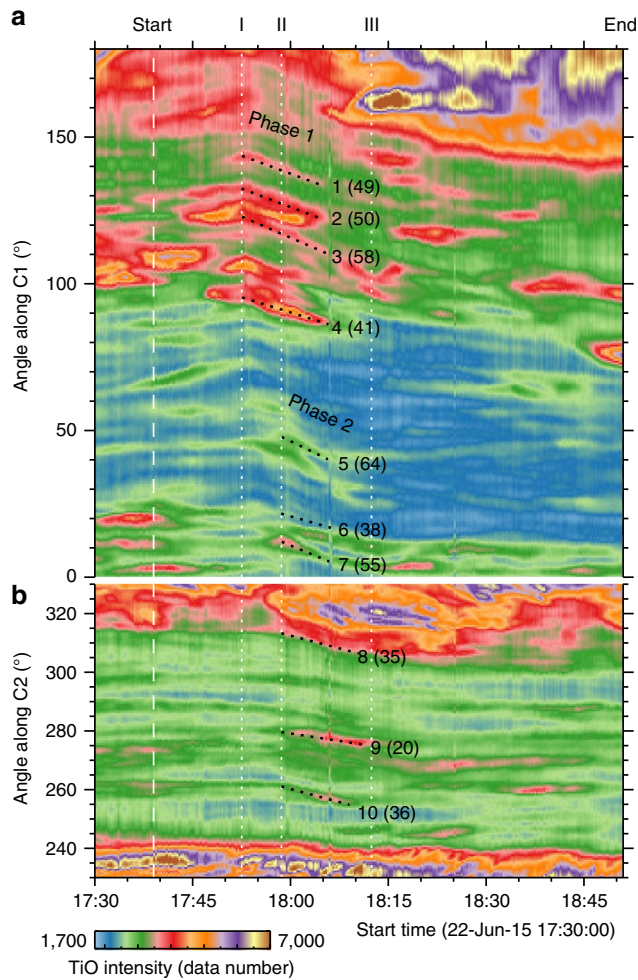 a
Start I II III End
150
100
50
0
Angle along C1 (°)
Phase 1
1 (49)
2 (50)
3 (58)
4 (41)
Phase 2
5 (64)
6 (38)
7 (55)
b
320
300
280
260
240
Angle along C2 (°)
8 (35)
9 (20)
10 (36)
17:30 17:45 18:00 18:15 18:30 18:45
Start time (22-Jun-15 17:30:00)
1,700 7,000
TiO intensity (data number)